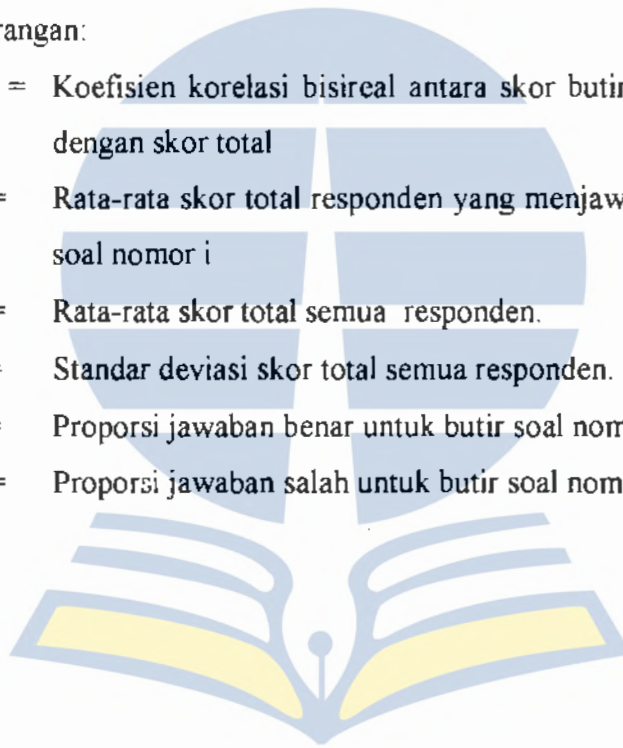 rangan:
= Koefisien korelasi bisireal antara skor butir
dengan skor total
= Rata-rata skor total responden yang menjaw
soal nomor i
= Rata-rata skor total semua responden.
= Standar deviasi skor total semua responden.
= Proporsi jawaban benar untuk butir soal nom
= Proporsi jawaban salah untuk butir soal nom